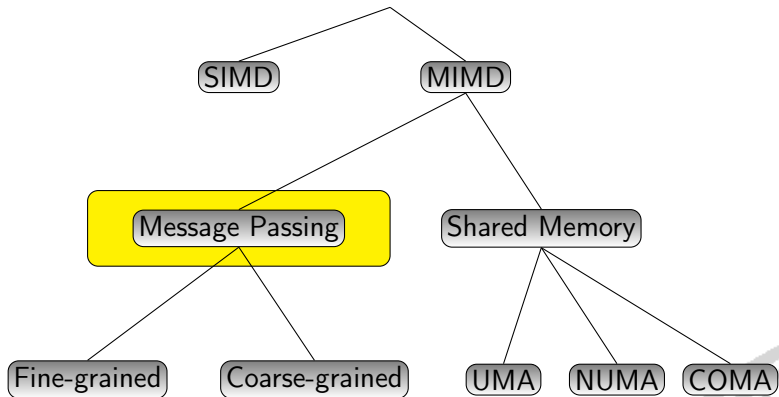 SIMD MIMD
Message Passing Shared Memory
Fine-grained Coarse-grained UMA NUMA COMA